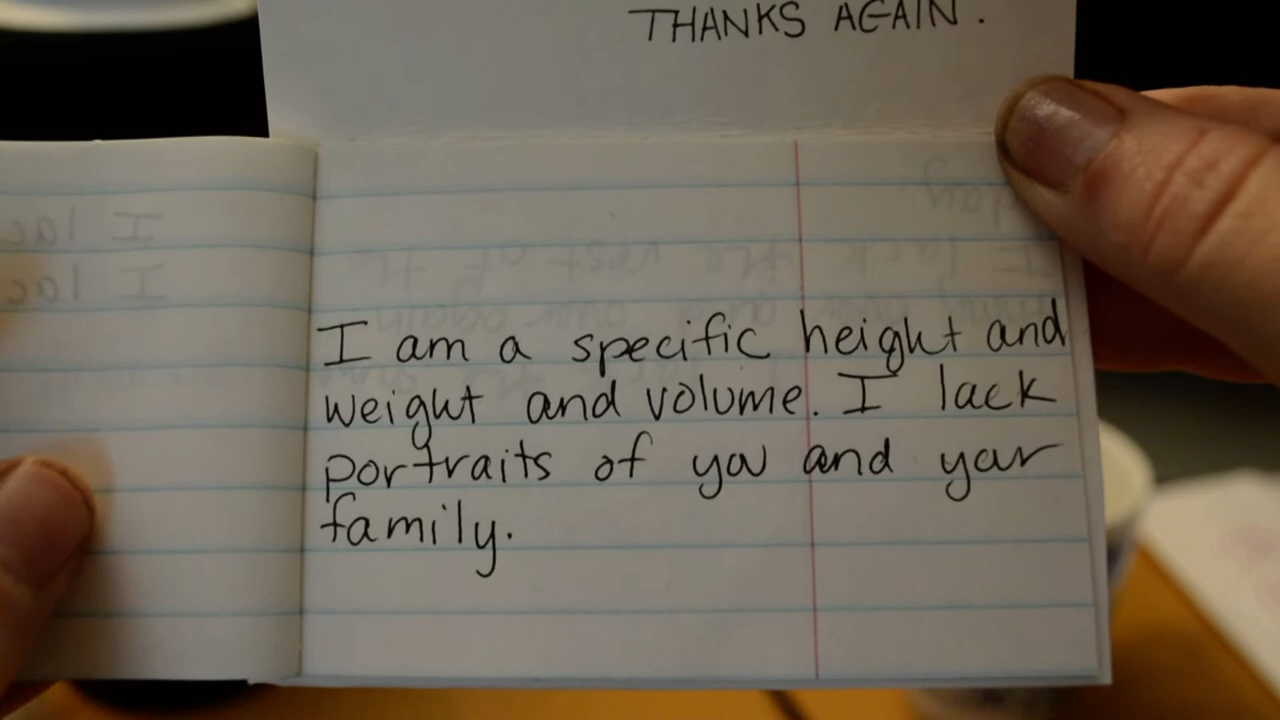 THANKS AGAIN.
I am a specific height and
weight and volume. I lack
portraits of you and your
family.